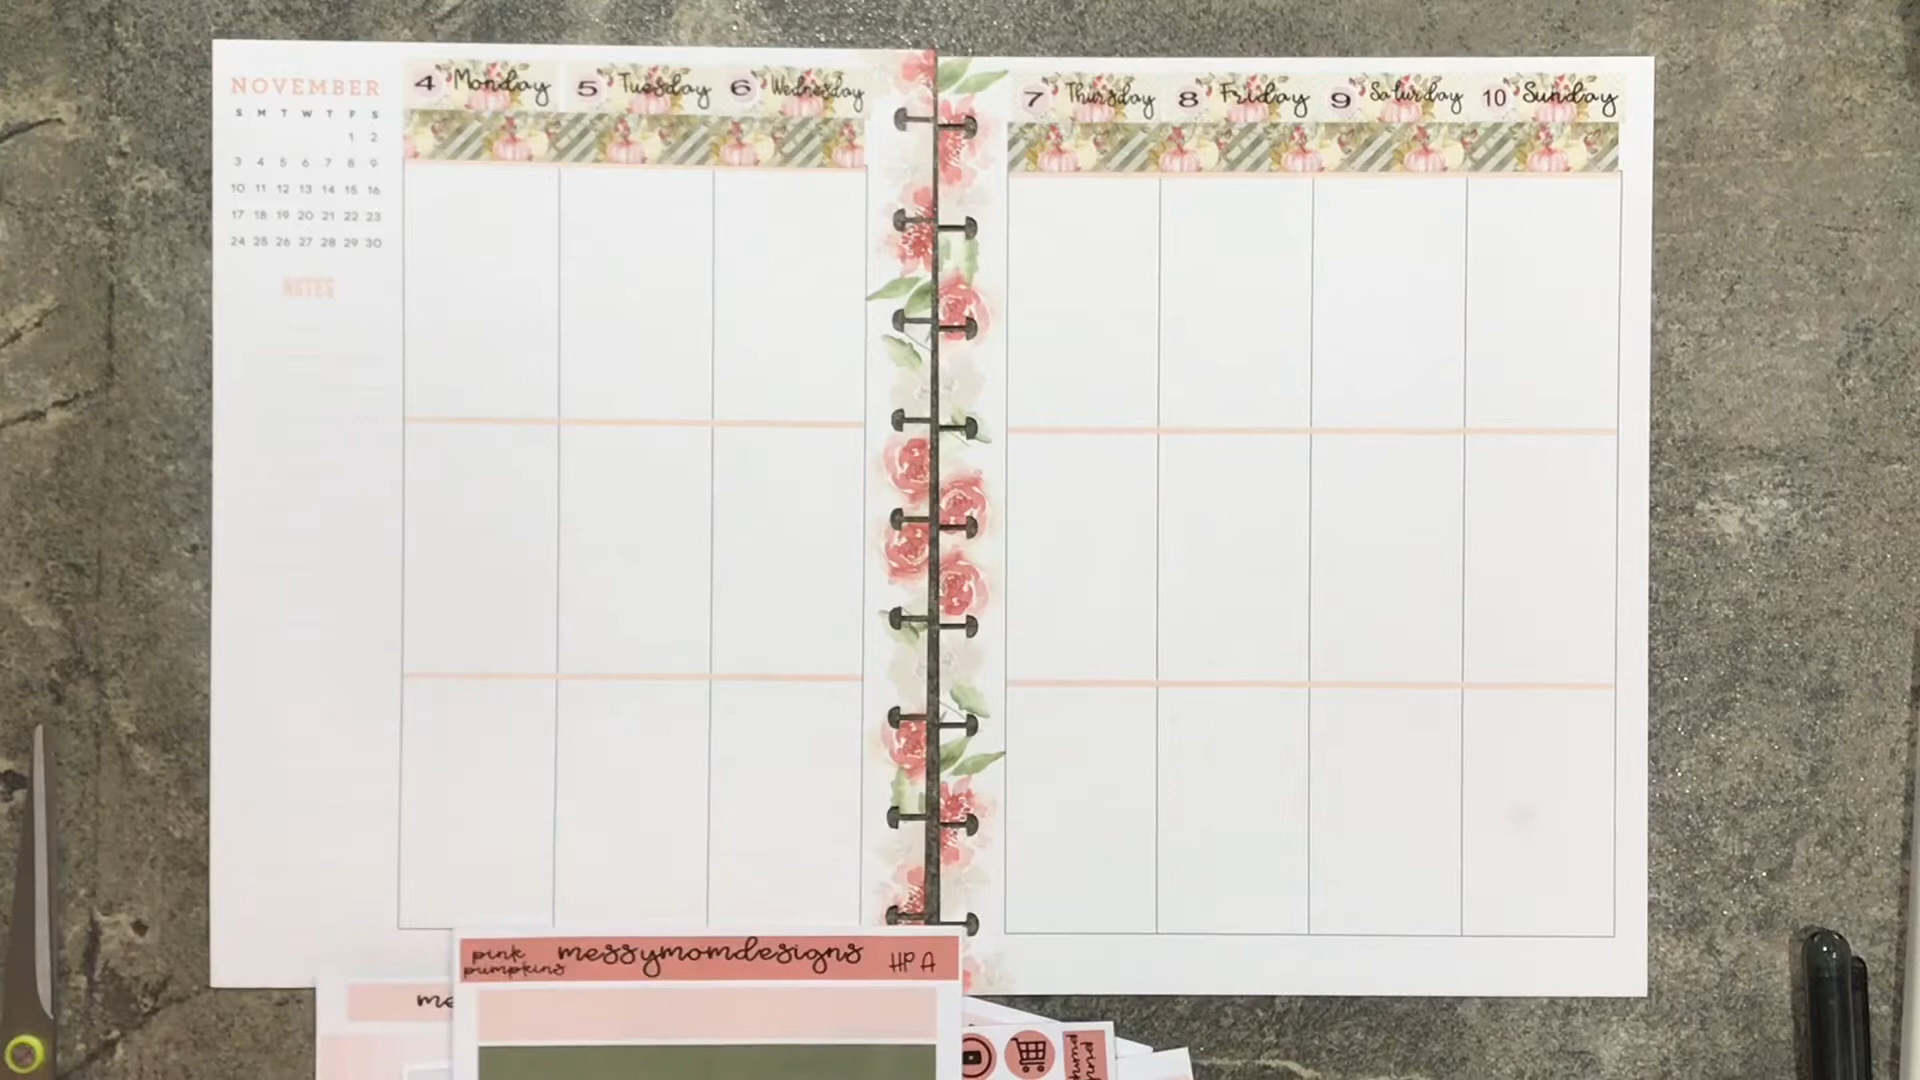 NOVEMBER
S M T W T F S
1 2
3 4 5 6 7 8 9
10 11 12 13 14 15 16
17 18 19 20 21 22 23
24 25 26 27 28 29 30
NOTES
4 Monday
5 Tuesday
6 Wednesday
7 Thursday
8 Friday
9 Saturday
10 Sunday
pink
pumpkins
messymomdesigns
HP A
me